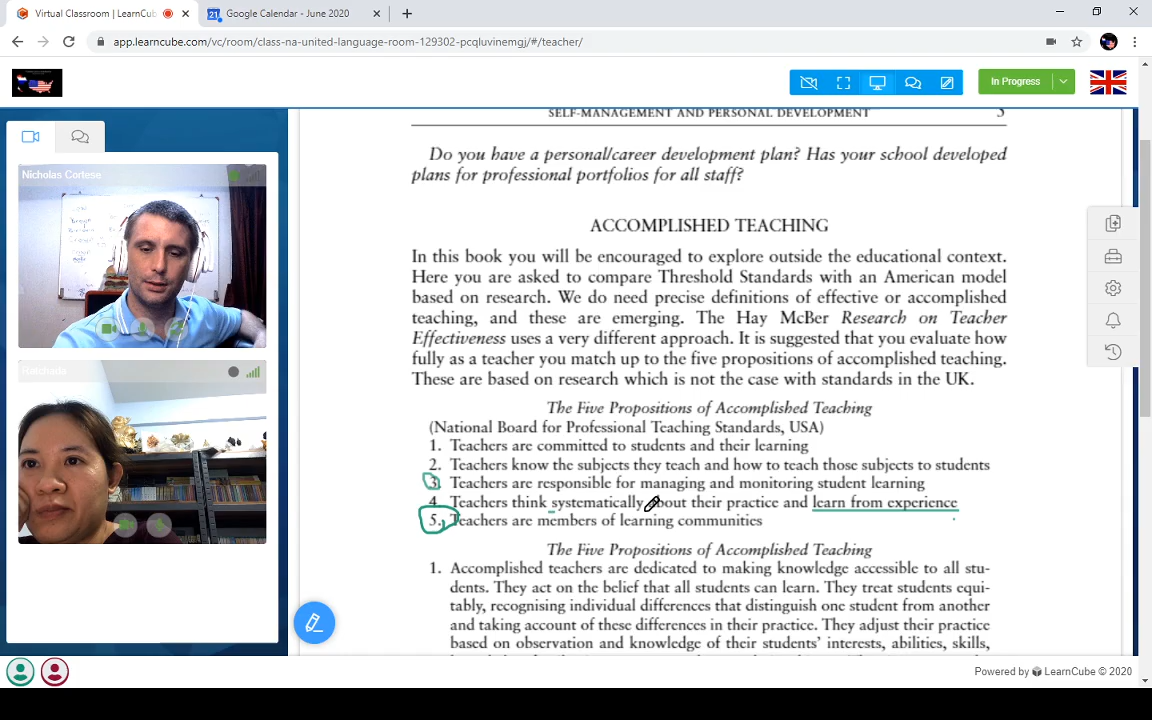 Virtual Classroom | LearnCub
Google Calendar - June 2020
app.learncube.com/vc/room/class-na-united-language-room-129302-pcqluvinemgj/#/teacher/
In Progress
Nicholas Cortese
Ratchada
SELF-MANAGEMENT AND PERSONAL DEVELOPMENT 5
Do you have a personal/career development plan? Has your school developed
plans for professional portfolios for all staff?
ACCOMPLISHED TEACHING
In this book you will be encouraged to explore outside the educational context.
Here you are asked to compare Threshold Standards with an American model
based on research. We do need precise definitions of effective or accomplished
teaching, and these are emerging. The Hay McBer Research on Teacher
Effectiveness uses a very different approach. It is suggested that you evaluate how
fully as a teacher you match up to the five propositions of accomplished teaching.
These are based on research which is not the case with standards in the UK.
The Five Propositions of Accomplished Teaching
(National Board for Professional Teaching Standards, USA)
1. Teachers are committed to students and their learning
2. Teachers know the subjects they teach and how to teach those subjects to students
3. Teachers are responsible for managing and monitoring student learning
4. Teachers think systematically about their practice and learn from experience
5. Teachers are members of learning communities
The Five Propositions of Accomplished Teaching
1. Accomplished teachers are dedicated to making knowledge accessible to all stu-
dents. They act on the belief that all students can learn. They treat students equi-
tably, recognising individual differences that distinguish one student from another
and taking account of these differences in their practice. They adjust their practice
based on observation and knowledge of their students' interests, abilities, skills,
Powered by LearnCube © 2020